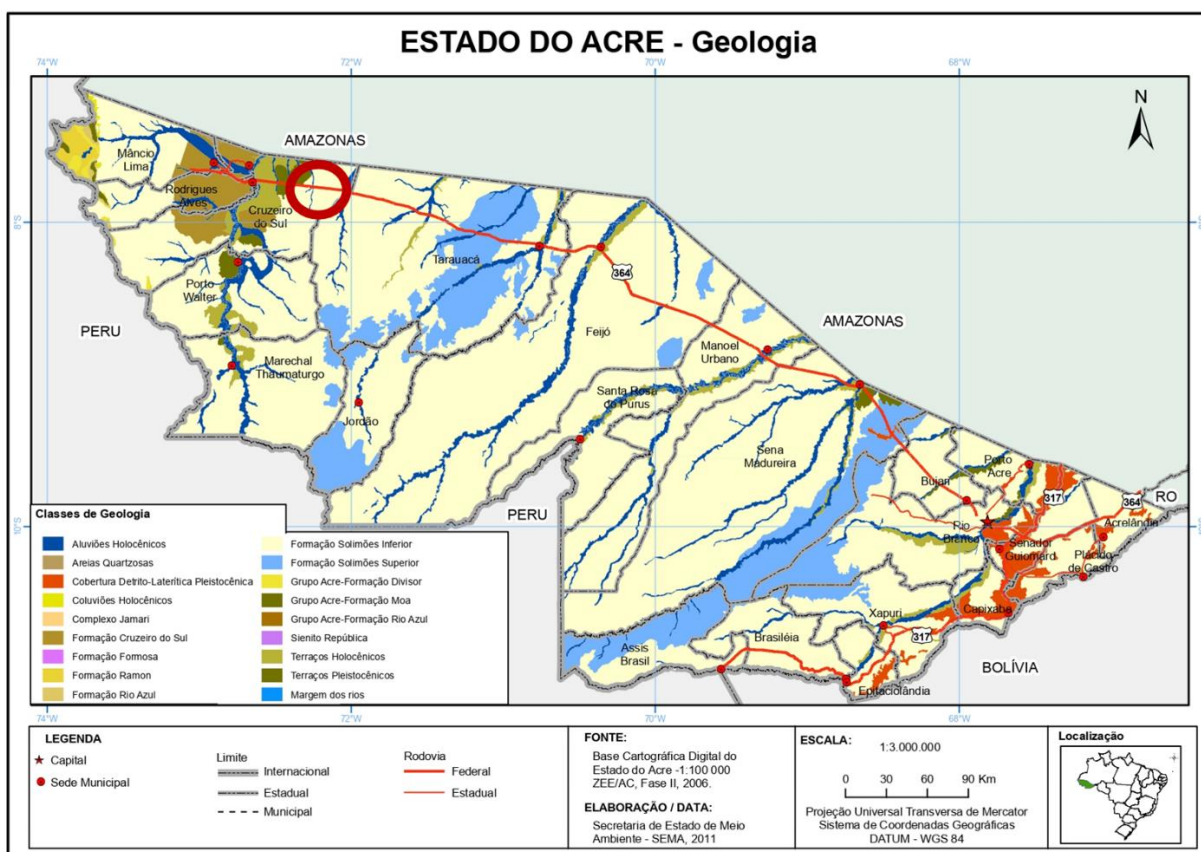 ESTADO DO ACRE - Geologia
74°W
72°W
70°W
68°W
N
AMAZONAS
Mâncio
Lima
Rodrigues
Alves
Cruzeiro
do Sul
8°S
8°S
Tarauacá
364
Porto
Walter
PERU
Feijó
AMAZONAS
Manoel
Urbano
Marechal
Thaumaturgo
Santa Rosa
do Purus
Jordão
Sena
Madureira
Porto
Acre
Bujari
317
364
RO
PERU
10°S
10°S
Rio
Branco
Acrelândia
Senador
Guiomard
Plácido
de Castro
Xapuri
Capixaba
317
Brasiléia
Assis
Brasil
BOLÍVIA
Epitaciolândia
Classes de Geologia
Aluviões Holocênicos
Areias Quartzosas
Cobertura Detrito-Laterítica Pleistocênica
Coluviões Holocênicos
Complexo Jamari
Formação Cruzeiro do Sul
Formação Formosa
Formação Ramon
Formação Rio Azul
Formação Solimões Inferior
Formação Solimões Superior
Grupo Acre-Formação Divisor
Grupo Acre-Formação Moa
Grupo Acre-Formação Rio Azul
Sienito República
Terraços Holocênicos
Terraços Pleistocênicos
Margem dos rios
74°W
72°W
70°W
68°W
LEGENDA
Capital
Sede Municipal
Limite
Internacional
Estadual
Municipal
Rodovia
Federal
Estadual
FONTE:
Base Cartográfica Digital do
Estado do Acre -1:100 000
ZEE/AC, Fase II, 2006.
ELABORAÇÃO / DATA:
Secretaria de Estado de Meio
Ambiente - SEMA, 2011
ESCALA:
1:3.000.000
0 30 60 90 Km
Projeção Universal Transversa de Mercator
Sistema de Coordenadas Geográficas
DATUM - WGS 84
Localização